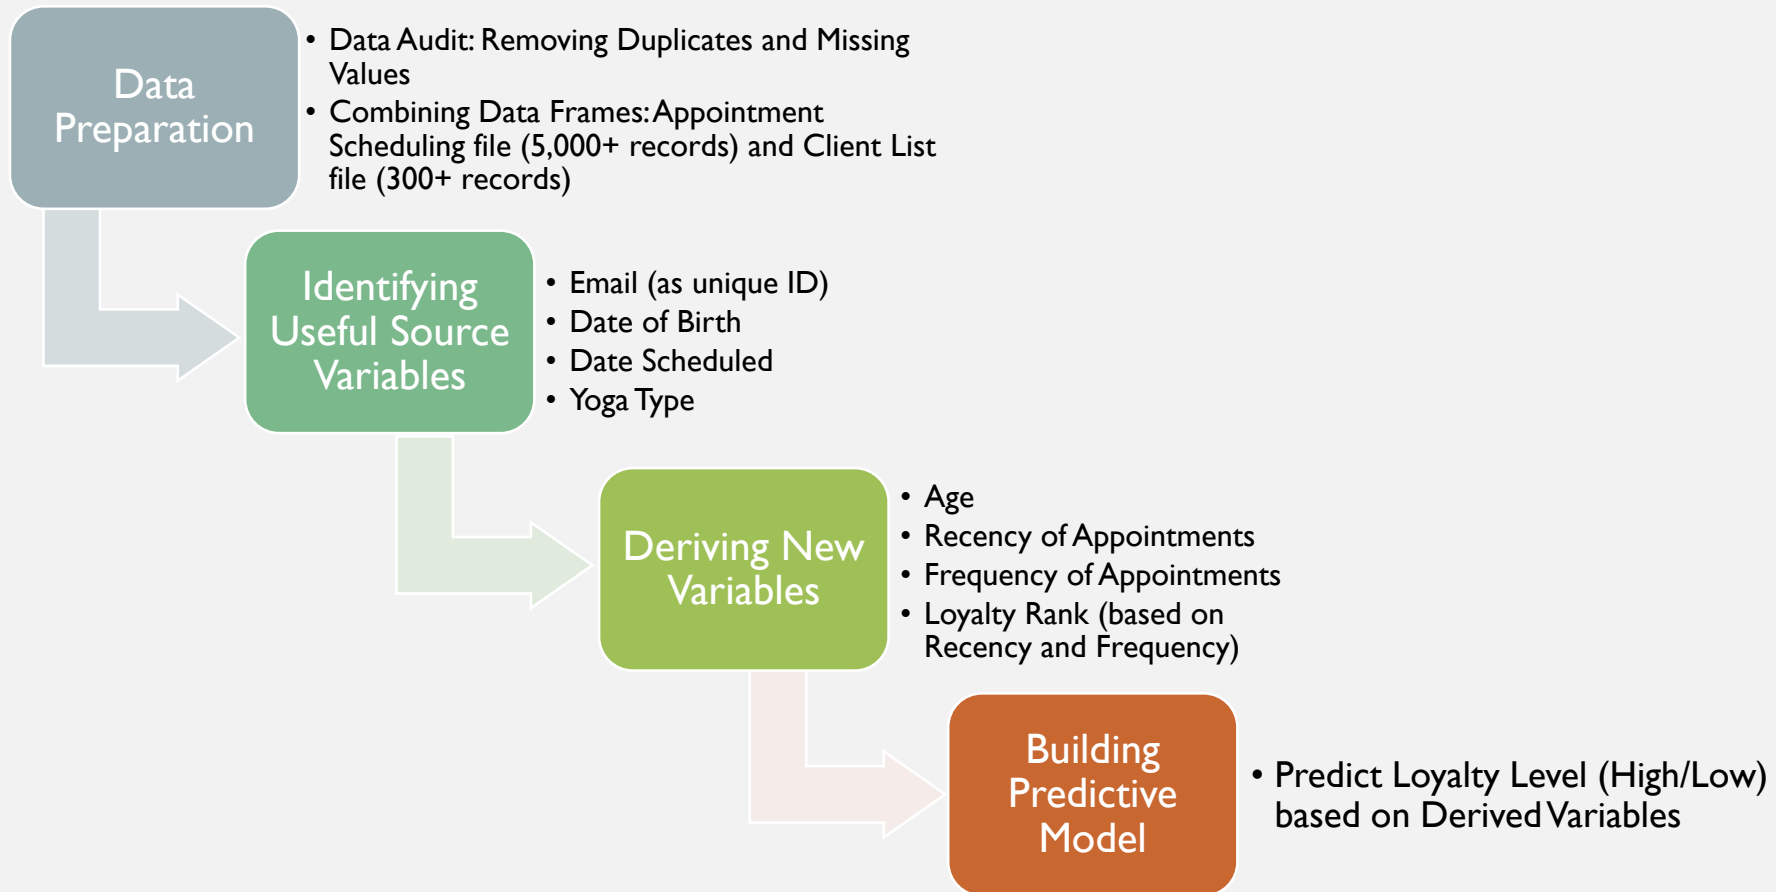 Data
Preparation
• Data Audit: Removing Duplicates and Missing
Values
• Combining Data Frames: Appointment
Scheduling file (5,000+ records) and Client List
file (300+ records)
Identifying
Useful Source
Variables
• Email (as unique ID)
• Date of Birth
• Date Scheduled
• Yoga Type
Deriving New
Variables
• Age
• Recency of Appointments
• Frequency of Appointments
• Loyalty Rank (based on
Recency and Frequency)
Building
Predictive
Model
• Predict Loyalty Level (High/Low)
based on Derived Variables